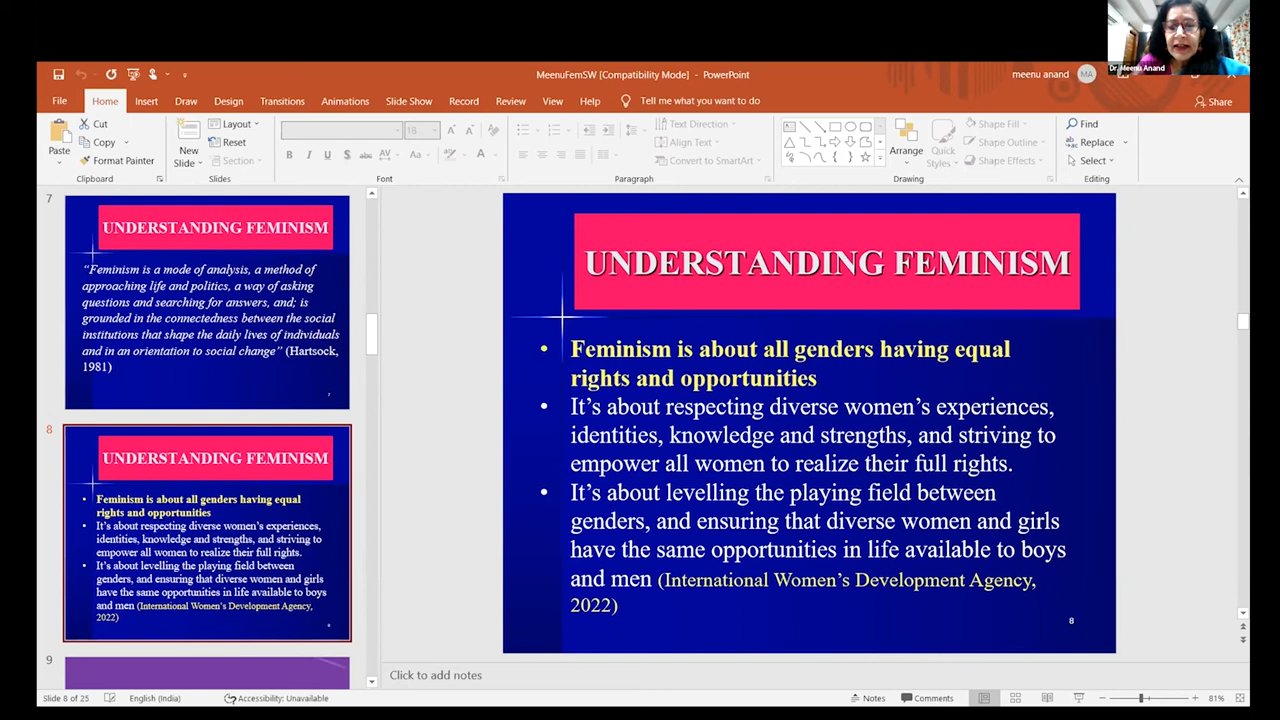 Dr. Meenu Anand
MeenuFemSW [Compatibility Mode] - PowerPoint
meenu anand
MA
File
Home
Insert
Draw
Design
Transitions
Animations
Slide Show
Record
Review
View
Help
Tell me what you want to do
Share
Paste
Cut
Copy
Format Painter
Clipboard
New
Slide
Layout
Reset
Section
Slides
18
Font
Text Direction
Align Text
Convert to SmartArt
Paragraph
Arrange
Quick
Styles
Shape Fill
Shape Outline
Shape Effects
Drawing
Find
Replace
Select
Editing
7
UNDERSTANDING FEMINISM
“Feminism is a mode of analysis, a method of
approaching life and politics, a way of asking
questions and searching for answers, and; is
grounded in the connectedness between the social
institutions that shape the daily lives of individuals
and in an orientation to social change” (Hartsock,
1981)
7
8
UNDERSTANDING FEMINISM
• Feminism is about all genders having equal
rights and opportunities
• It’s about respecting diverse women’s experiences,
identities, knowledge and strengths, and striving to
empower all women to realize their full rights.
• It’s about levelling the playing field between
genders, and ensuring that diverse women and girls
have the same opportunities in life available to boys
and men (International Women’s Development Agency,
2022)
8
9
UNDERSTANDING FEMINISM
• Feminism is about all genders having equal
rights and opportunities
• It’s about respecting diverse women’s experiences,
identities, knowledge and strengths, and striving to
empower all women to realize their full rights.
• It’s about levelling the playing field between
genders, and ensuring that diverse women and girls
have the same opportunities in life available to boys
and men (International Women’s Development Agency,
2022)
8
Click to add notes
Slide 8 of 25
English (India)
Accessibility: Unavailable
Notes
Comments
81%